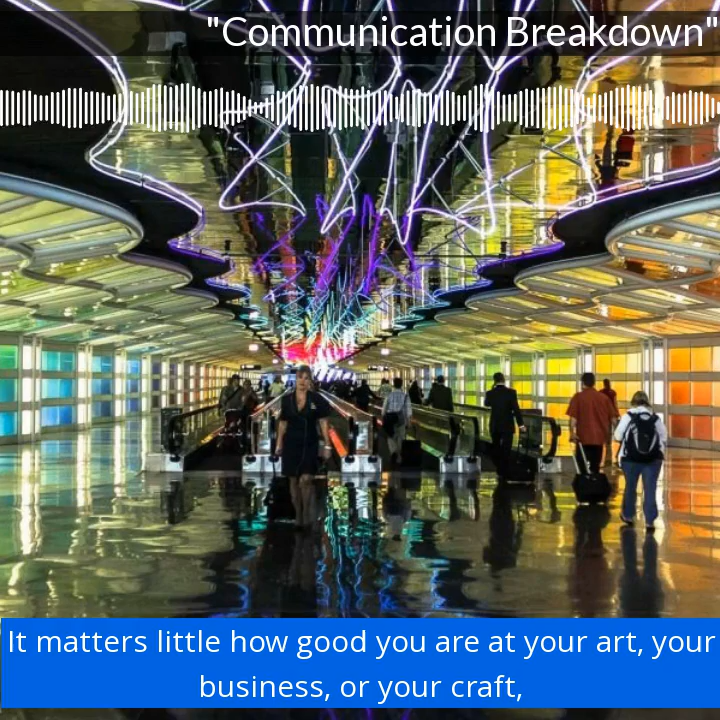 "Communication Breakdown"
It matters little how good you are at your art, your
business, or your craft,